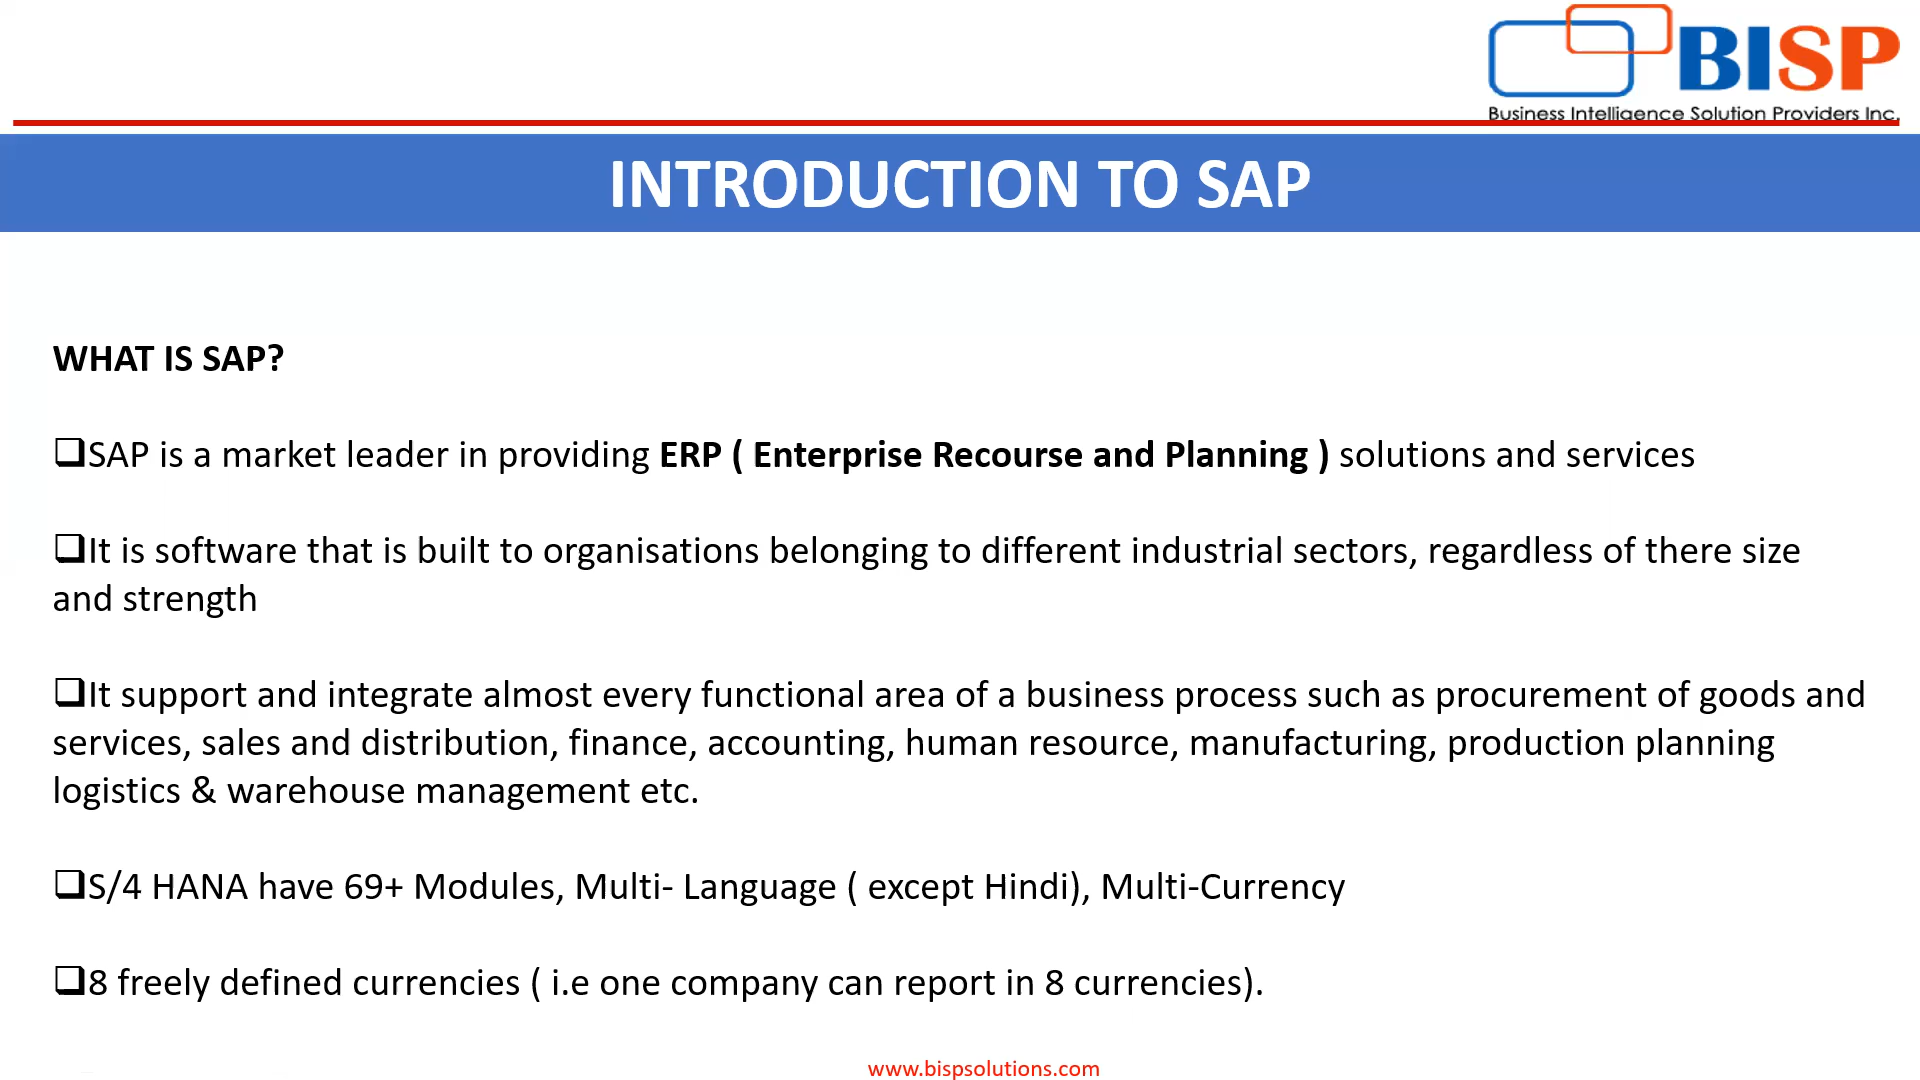 BISP
Business Intelligence Solution Providers Inc.
INTRODUCTION TO SAP
WHAT IS SAP?
❑SAP is a market leader in providing ERP ( Enterprise Recourse and Planning ) solutions and services
❑It is software that is built to organisations belonging to different industrial sectors, regardless of there size
and strength
❑It support and integrate almost every functional area of a business process such as procurement of goods and
services, sales and distribution, finance, accounting, human resource, manufacturing, production planning
logistics & warehouse management etc.
❑S/4 HANA have 69+ Modules, Multi- Language ( except Hindi), Multi-Currency
❑8 freely defined currencies ( i.e one company can report in 8 currencies).
www.bispsolutions.com